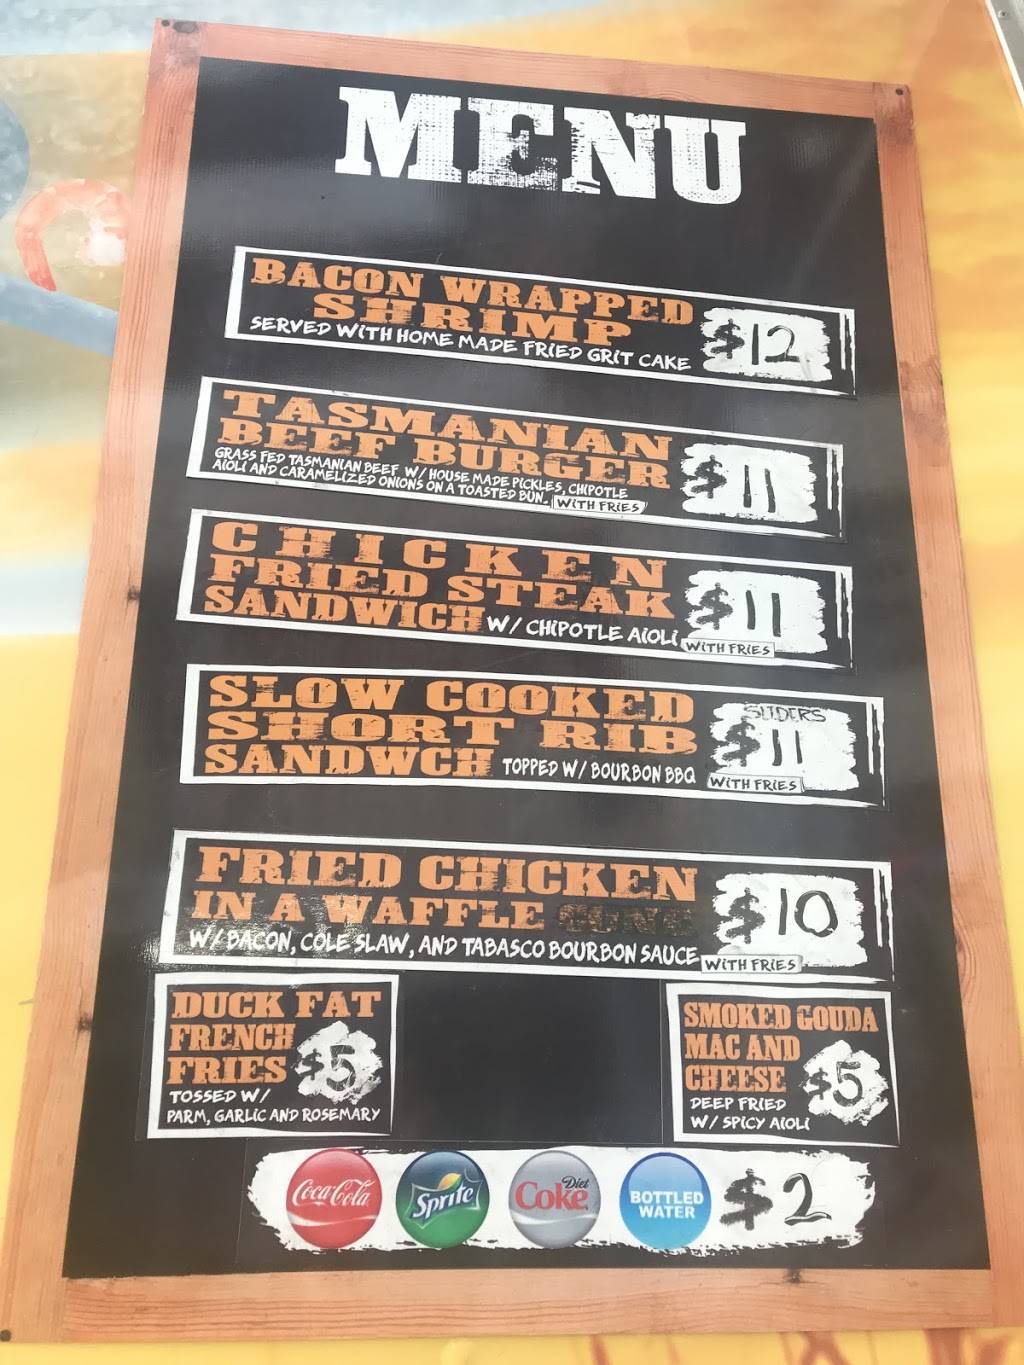 MENU
BACON WRAPPED
SHRIMP
SERVED WITH HOME MADE FRIED GRIT CAKE
$12
TASMANIAN
BEEF BURGER
GRASS FED TASMANIAN BEEF W/ HOUSE MADE PICKLES, CHIPOTLE
AIOLI AND CARAMELIZED ONIONS ON A TOASTED BUN. WITH FRIES
$11
CHICKEN
FRIED STEAK
SANDWICH W/ CHIPOTLE AIOLI
$11
WITH FRIES
SLOW COOKED
SHORT RIB
SANDWCH TOPPED W/ BOURBON BBQ
SLIDERS
$11
WITH FRIES
FRIED CHICKEN
IN A WAFFLE
W/ BACON, COLE SLAW, AND TABASCO BOURBON SAUCE
$10
WITH FRIES
DUCK FAT
FRENCH
FRIES
$5
TOSSED W/
PARM, GARLIC AND ROSEMARY
SMOKED GOUDA
MAC AND
CHEESE
$5
DEEP FRIED
W/ SPICY AIOLI
Coca-Cola
Sprite
Diet
Coke
BOTTLED
WATER
$2